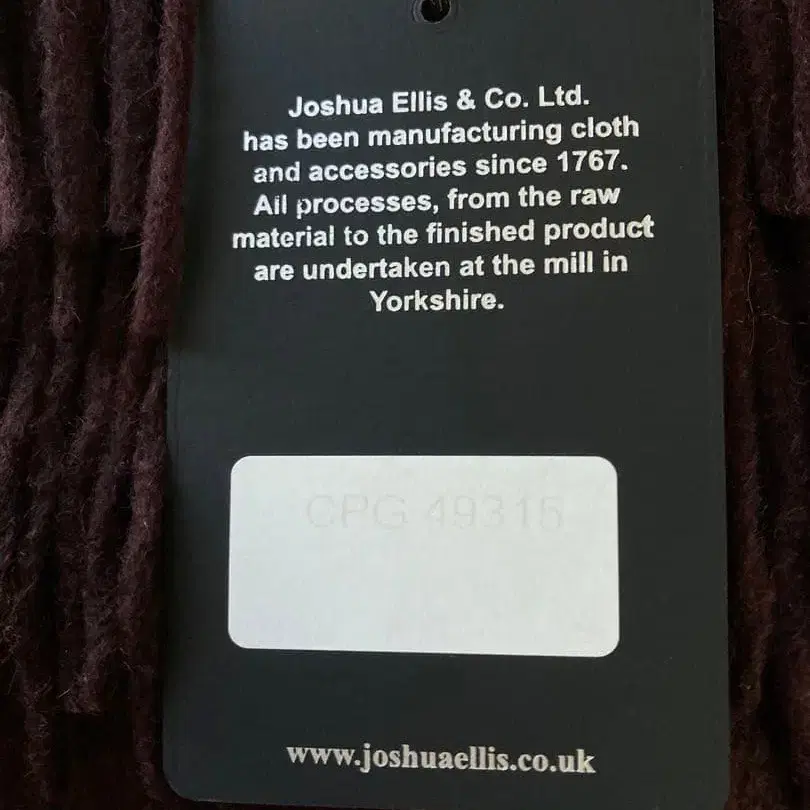 Joshua Ellis & Co. Ltd.
has been manufacturing cloth
and accessories since 1767.
All processes, from the raw
material to the finished product
are undertaken at the mill in
Yorkshire.
CPG 49315
www.joshuaellis.co.uk